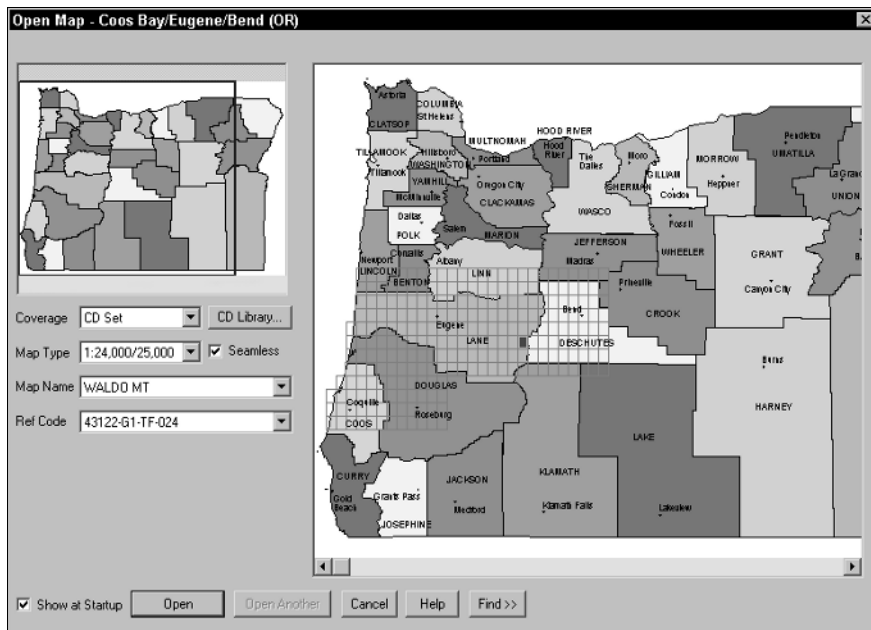 Open Map - Coos Bay/Eugene/Bend (OR)
Coverage CD Set CD Library...
Map Type 1:24,000/25,000 Seamless
Map Name WALDO MT
Ref Code 43122-G1-TF-024
Astoria
COLUMBIA
St Helens
CLATSOP
HOOD RIVER
MULTNOMAH
Pendleton
UMATILLA
TILLAMOOK
Hillsboro
WASHINGTON
Portland
Hood River
The Dalles
Moro
MORROW
Tillamook
YAMHILL
Oregon City
SHERMAN
GILLIAM
Condon
Heppner
La Grand
UNION
McMinnville
CLACKAMAS
Dallas
POLK
Salem
MARION
WASCO
Fossil
JEFFERSON
WHEELER
GRANT
Newport
LINCOLN
Corvallis
Albany
Madras
BENTON
LINN
Prineville
Canyon City
Bend
CROOK
Eugene
LANE
DESCHUTES
Burns
DOUGLAS
Coquille
Roseburg
COOS
HARNEY
LAKE
CURRY
JACKSON
KLAMATH
Gold Beach
Grants Pass
Medford
Klamath Falls
Lakeview
JOSEPHINE
Show at Startup Open Open Another Cancel Help Find >>